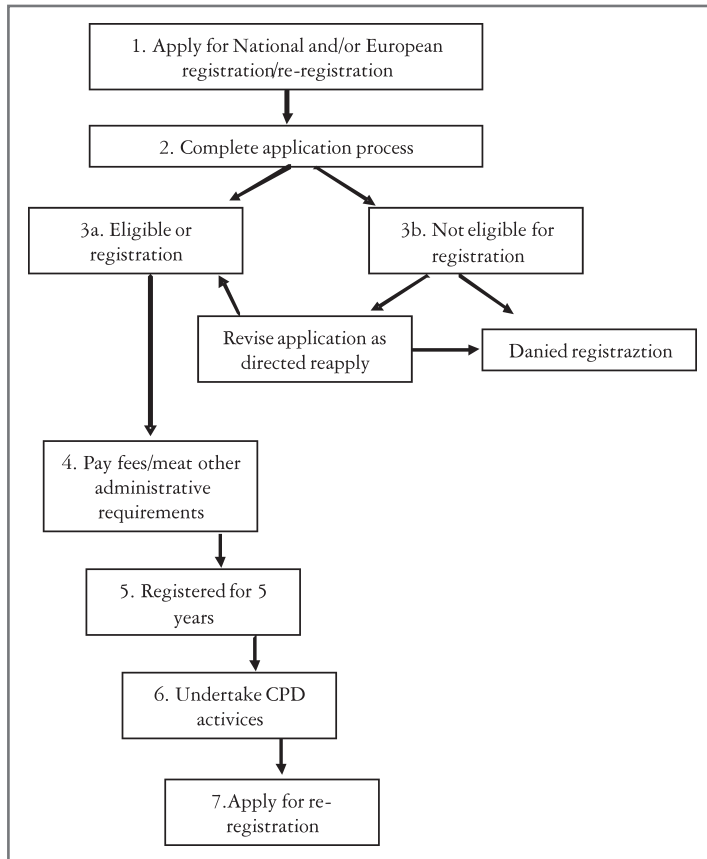 1. Apply for National and/or European
registration/re-registration
2. Complete application process
3a. Eligible or
registration
3b. Not eligible for
registration
Revise application as
directed reapply
Danied registraztion
4. Pay fees/meat other
administrative
requirements
5. Registered for 5
years
6. Undertake CPD
activices
7.Apply for re-
registration